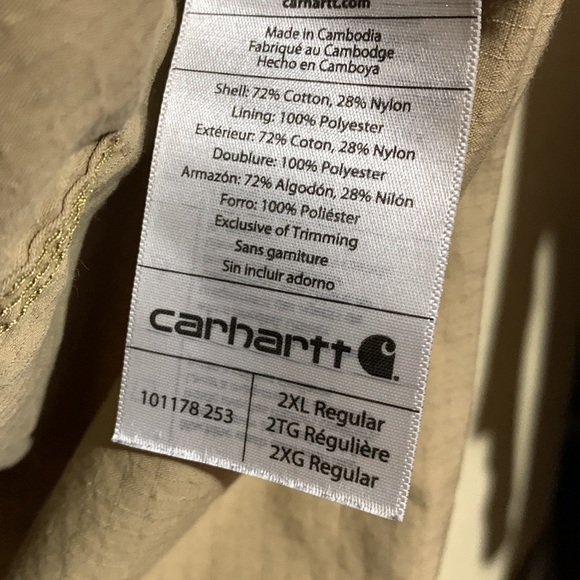 carhartt.com
Made in Cambodia
Fabriqué au Cambodge
Hecho en Camboya
Shell: 72% Cotton, 28% Nylon
Lining: 100% Polyester
Extérieur: 72% Coton, 28% Nylon
Doublure: 100% Polyester
Armazón: 72% Algodón, 28% Nilón
Forro: 100% Poliéster
Exclusive of Trimming
Sans garniture
Sin incluir adorno
carhartt
101178 253
2XL Regular
2TG Régulière
2XG Regular